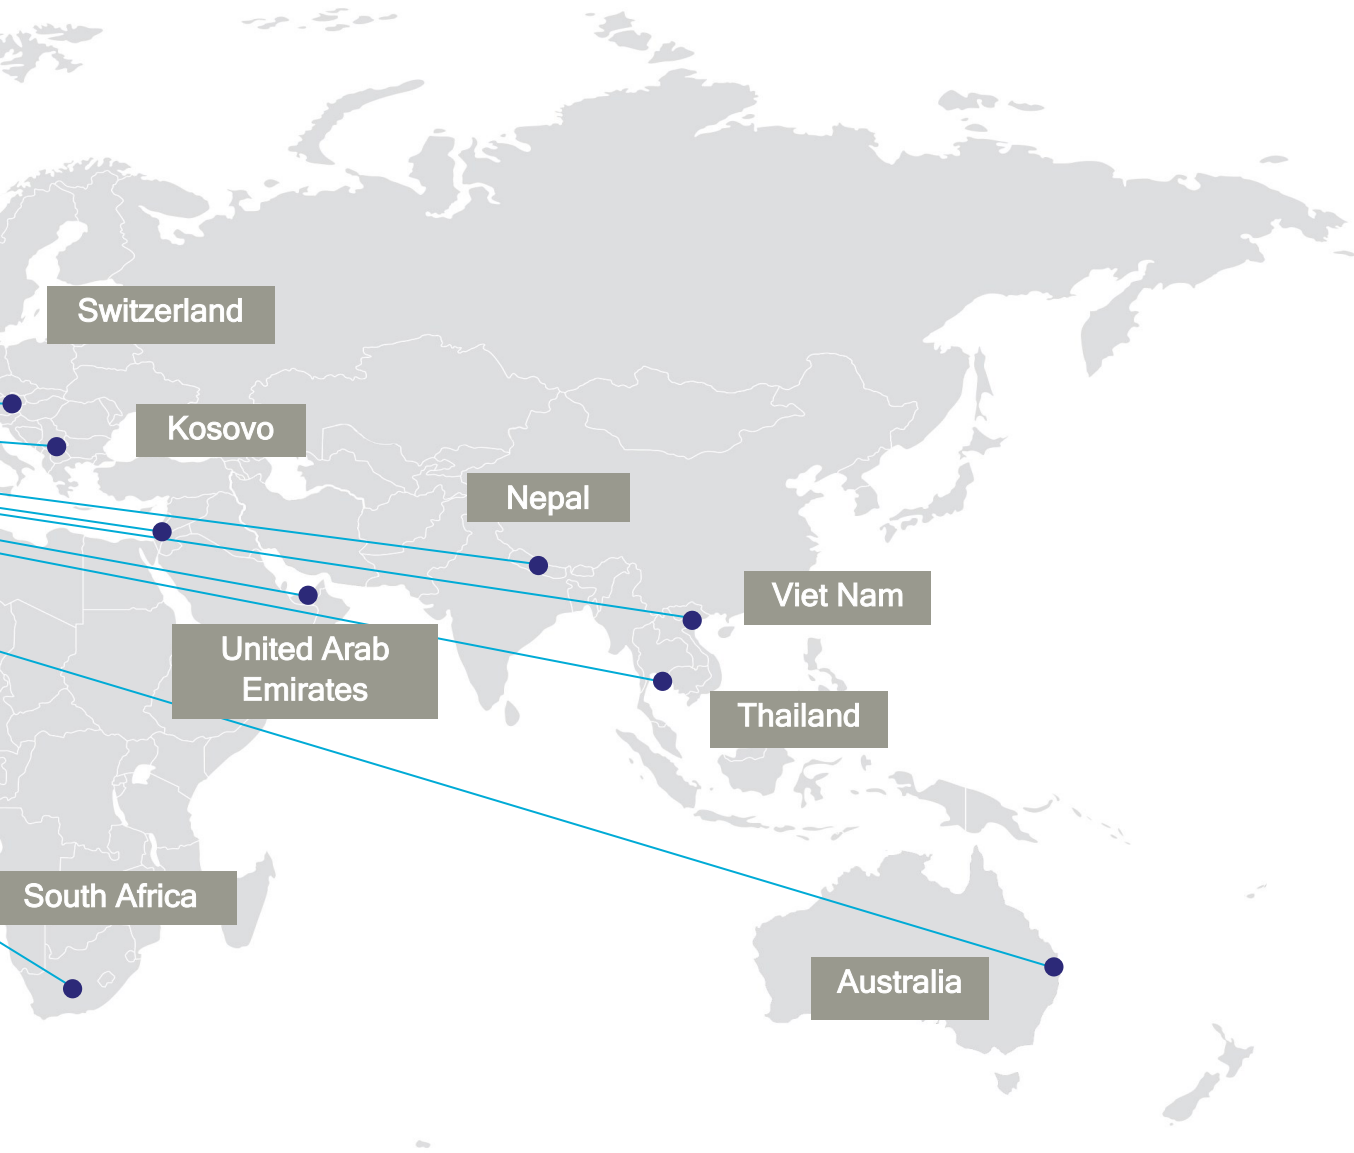 Switzerland
Kosovo
Nepal
Viet Nam
United Arab
Emirates
Thailand
South Africa
Australia